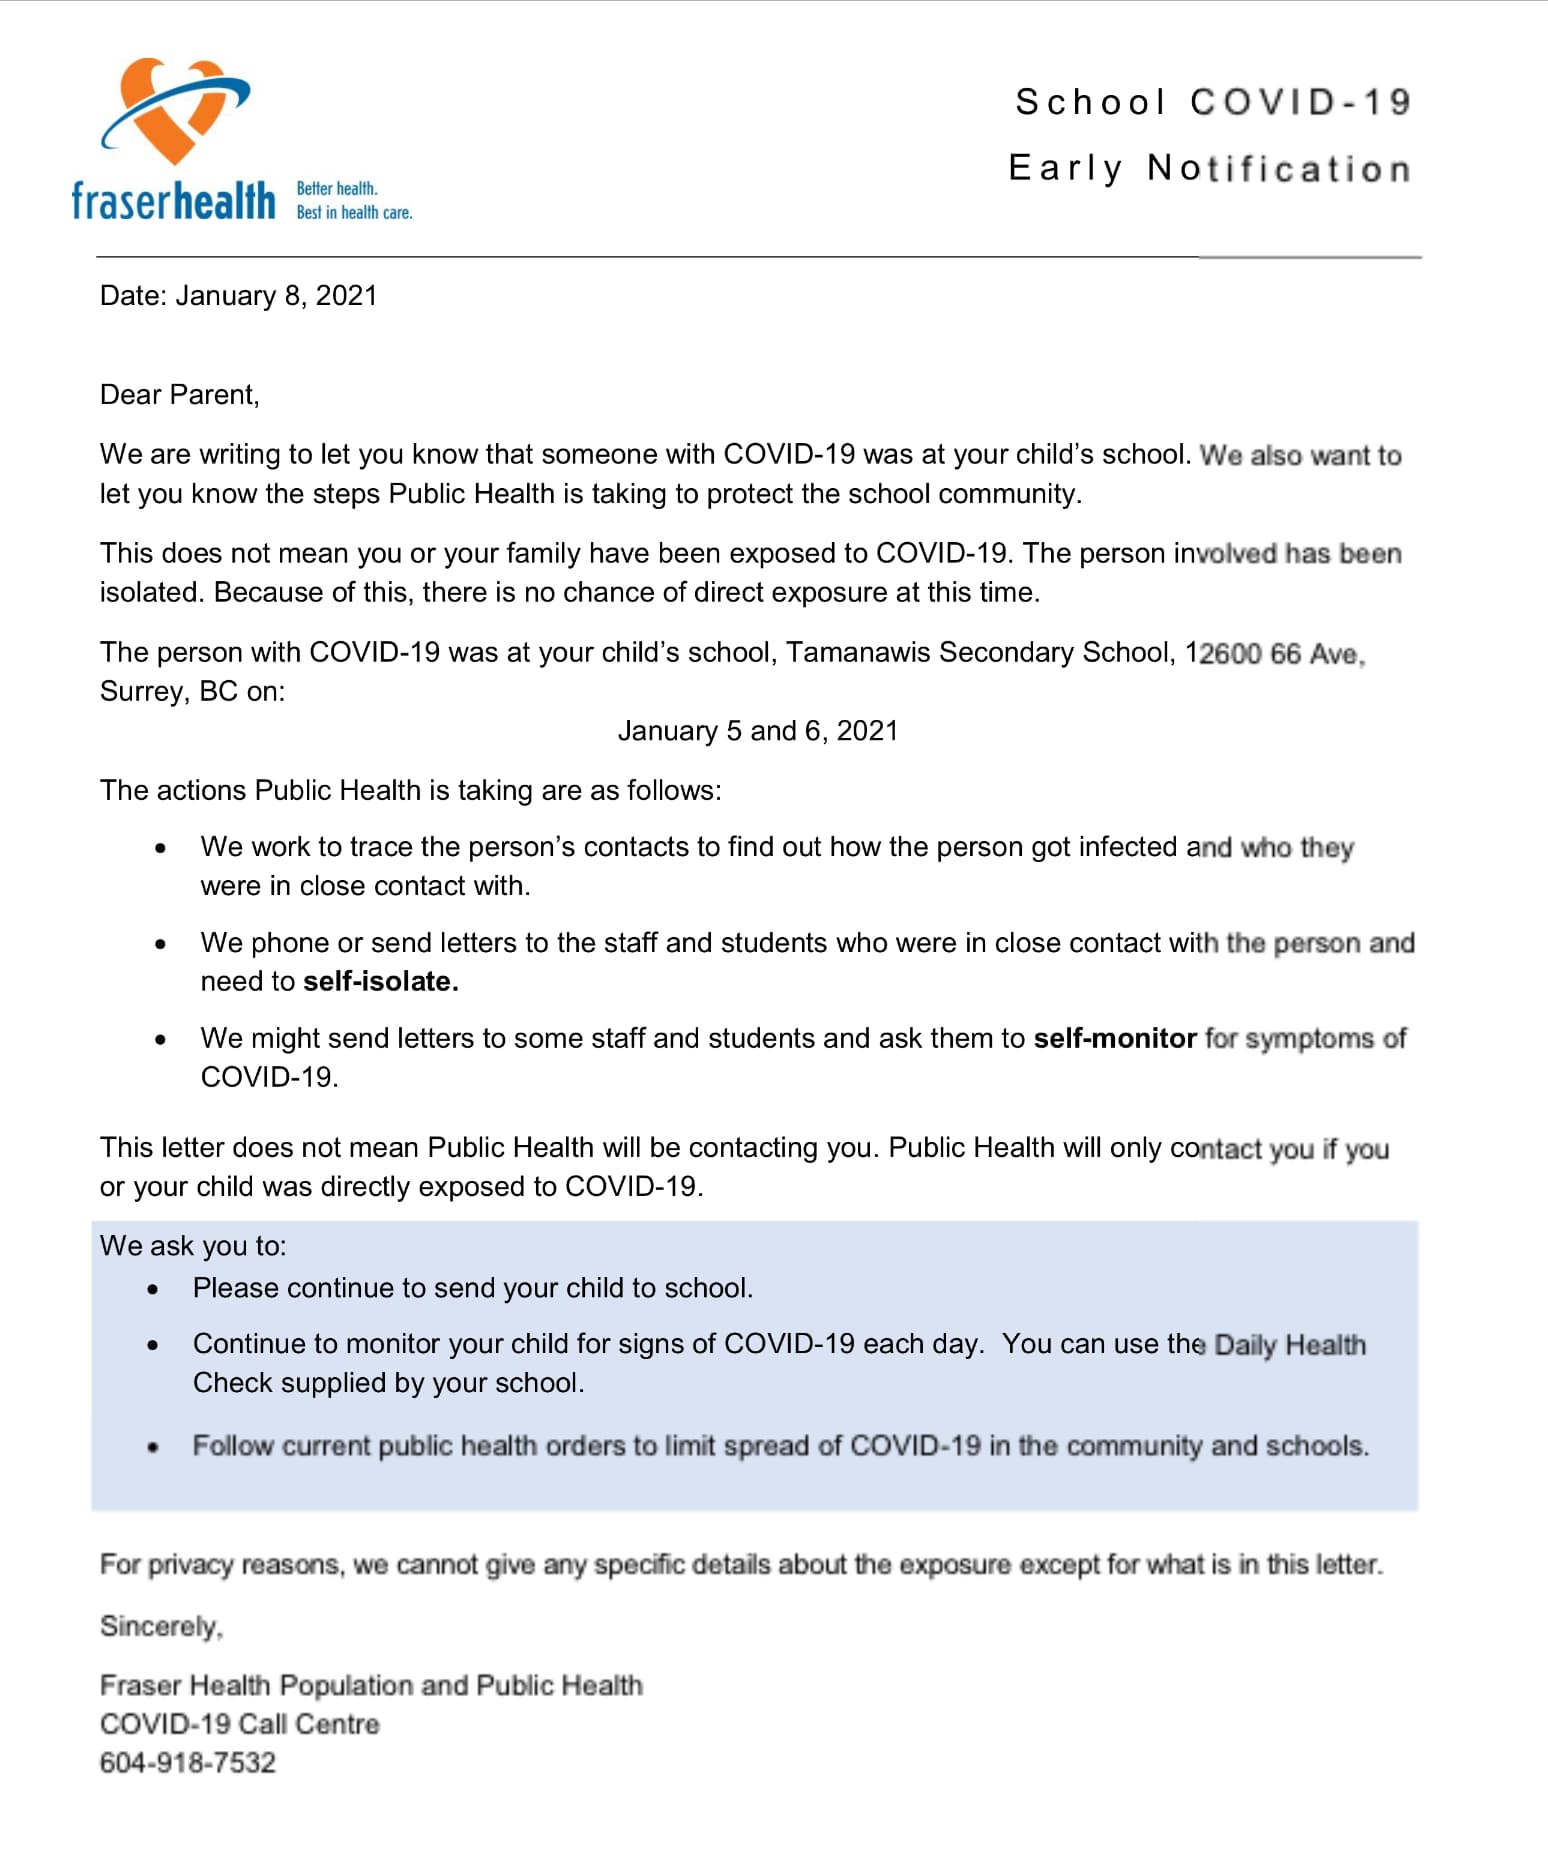 fraserhealth
Better health.
Best in health care.
School COVID-19
Early Notification
Date: January 8, 2021
Dear Parent,
We are writing to let you know that someone with COVID-19 was at your child’s school. We also want to
let you know the steps Public Health is taking to protect the school community.
This does not mean you or your family have been exposed to COVID-19. The person involved has been
isolated. Because of this, there is no chance of direct exposure at this time.
The person with COVID-19 was at your child’s school, Tamanawis Secondary School, 12600 66 Ave,
Surrey, BC on:
January 5 and 6, 2021
The actions Public Health is taking are as follows:
• We work to trace the person’s contacts to find out how the person got infected and who they
were in close contact with.
• We phone or send letters to the staff and students who were in close contact with the person and
need to self-isolate.
• We might send letters to some staff and students and ask them to self-monitor for symptoms of
COVID-19.
This letter does not mean Public Health will be contacting you. Public Health will only contact you if you
or your child was directly exposed to COVID-19.
We ask you to:
• Please continue to send your child to school.
• Continue to monitor your child for signs of COVID-19 each day. You can use the Daily Health
Check supplied by your school.
• Follow current public health orders to limit spread of COVID-19 in the community and schools.
For privacy reasons, we cannot give any specific details about the exposure except for what is in this letter.
Sincerely,
Fraser Health Population and Public Health
COVID-19 Call Centre
604-918-7532